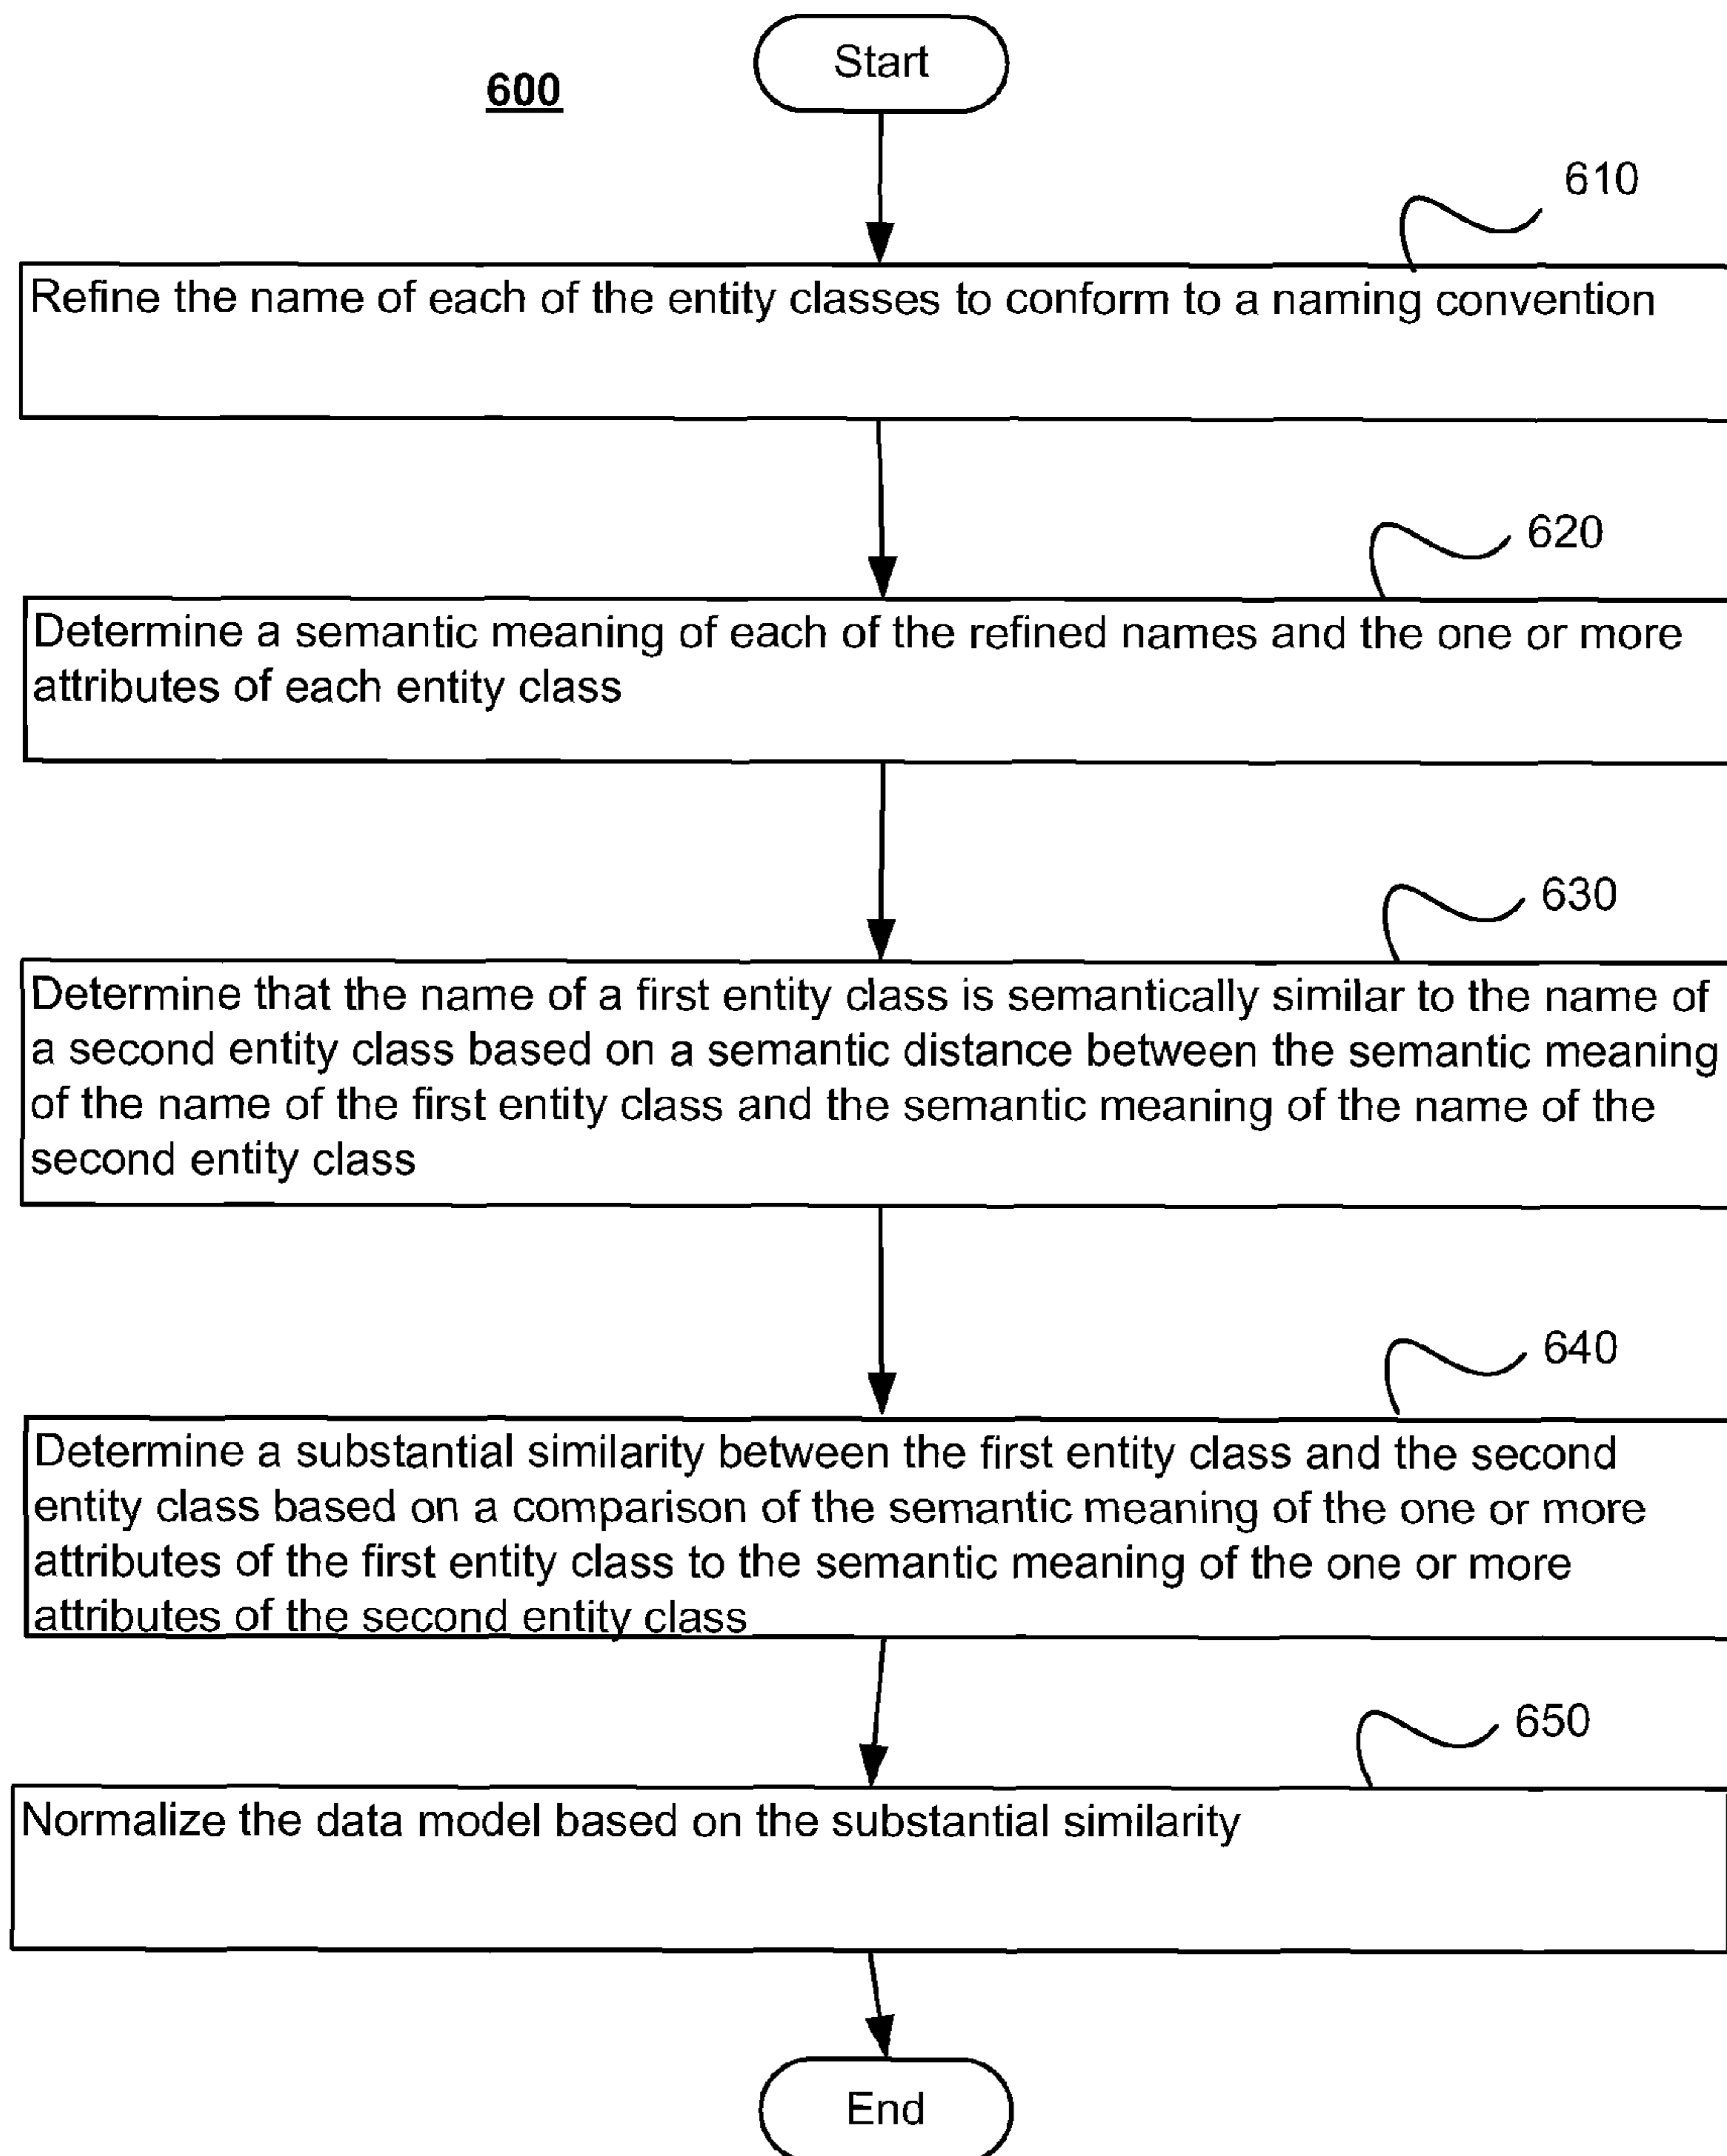 Start
600
610
Refine the name of each of the entity classes to conform to a naming convention
620
Determine a semantic meaning of each of the refined names and the one or more
attributes of each entity class
630
Determine that the name of a first entity class is semantically similar to the name of
a second entity class based on a semantic distance between the semantic meaning
of the name of the first entity class and the semantic meaning of the name of the
second entity class
640
Determine a substantial similarity between the first entity class and the second
entity class based on a comparison of the semantic meaning of the one or more
attributes of the first entity class to the semantic meaning of the one or more
attributes of the second entity class
650
Normalize the data model based on the substantial similarity
End